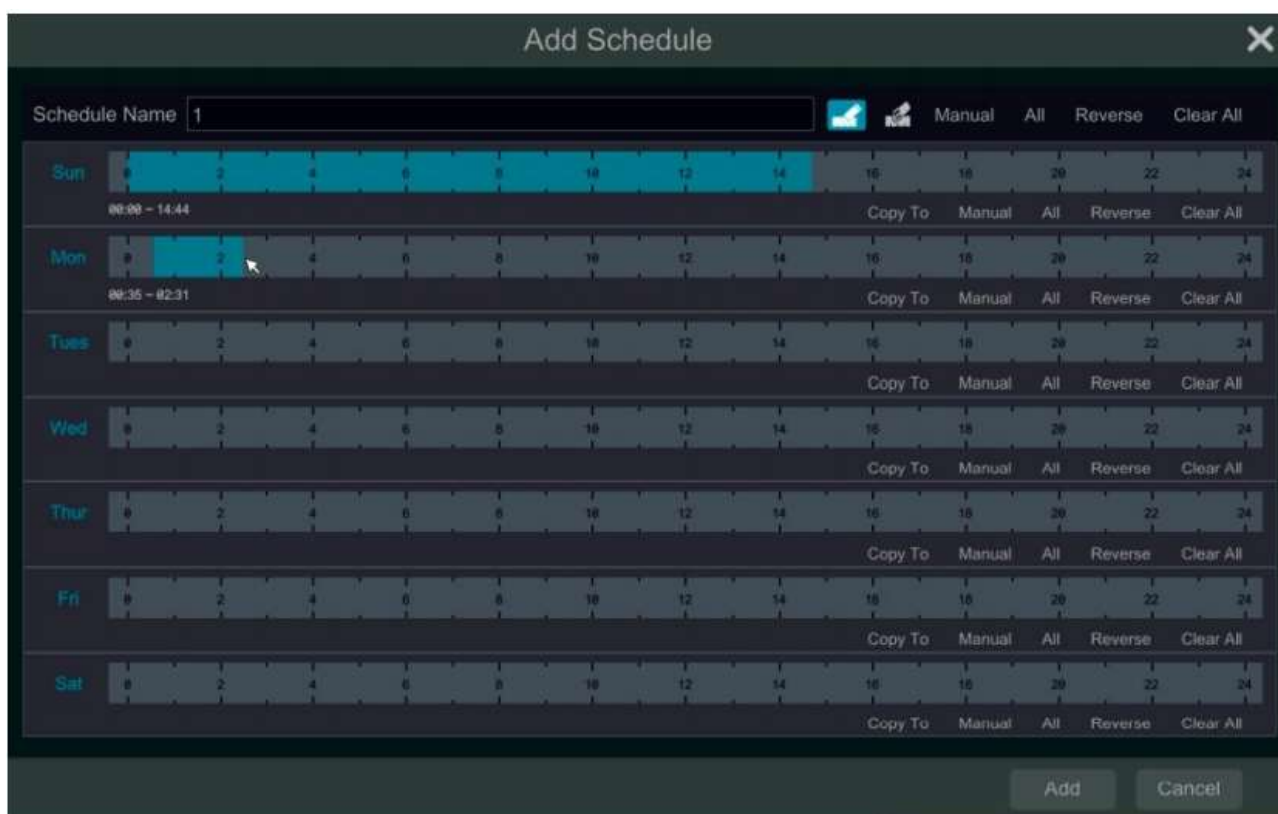 Add Schedule
Schedule Name 1 Manual All Reverse Clear All
Sun 0 2 4 6 8 10 12 14 16 18 20 22 24
00:00 - 14:44 Copy To Manual All Reverse Clear All
Mon 0 2 4 6 8 10 12 14 16 18 20 22 24
00:35 - 02:31 Copy To Manual All Reverse Clear All
Tues 0 2 4 6 8 10 12 14 16 18 20 22 24
Copy To Manual All Reverse Clear All
Wed 0 2 4 6 8 10 12 14 16 18 20 22 24
Copy To Manual All Reverse Clear All
Thur 0 2 4 6 8 10 12 14 16 18 20 22 24
Copy To Manual All Reverse Clear All
Fri 0 2 4 6 8 10 12 14 16 18 20 22 24
Copy To Manual All Reverse Clear All
Sat 0 2 4 6 8 10 12 14 16 18 20 22 24
Copy To Manual All Reverse Clear All
Add Cancel